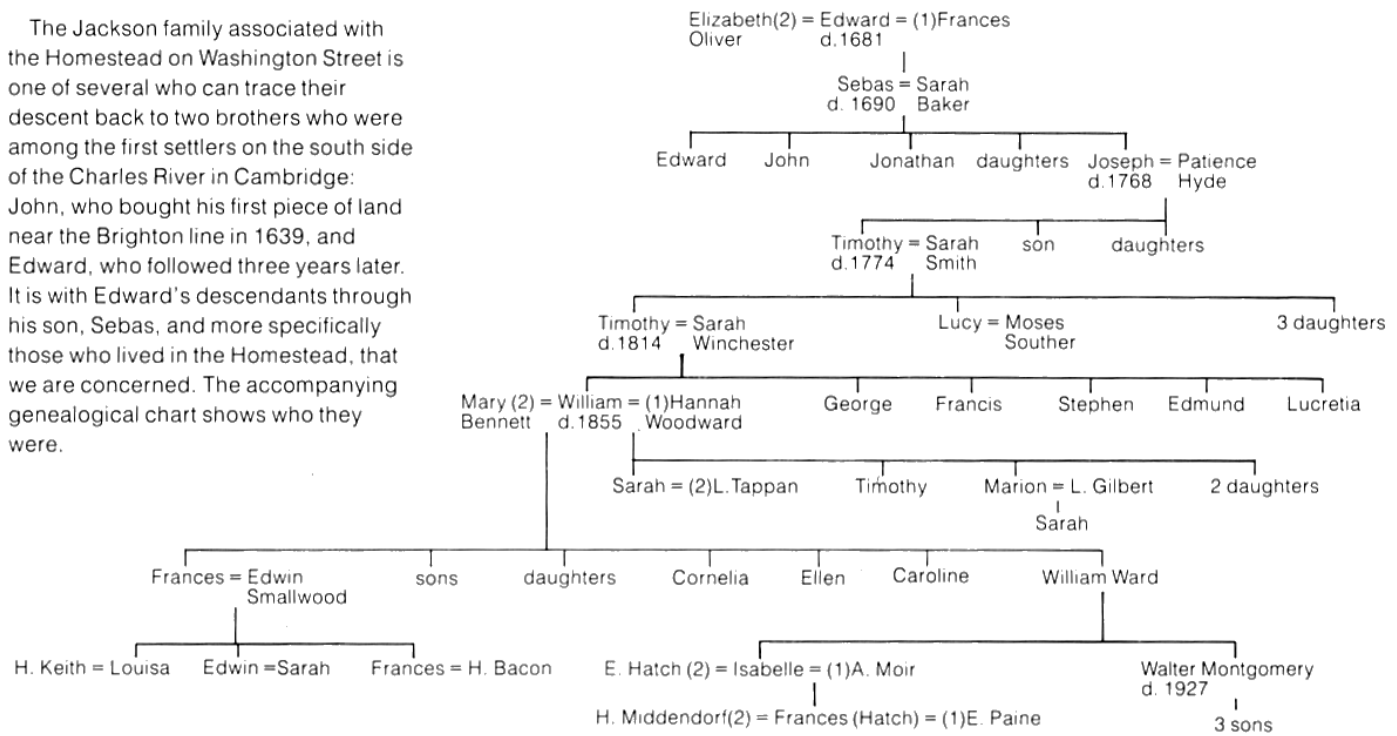 The Jackson family associated with
the Homestead on Washington Street is
one of several who can trace their
descent back to two brothers who were
among the first settlers on the south side
of the Charles River in Cambridge:
John, who bought his first piece of land
near the Brighton line in 1639, and
Edward, who followed three years later.
It is with Edward's descendants through
his son, Sebas, and more specifically
those who lived in the Homestead, that
we are concerned. The accompanying
genealogical chart shows who they
were.
Elizabeth(2) = Edward = (1)Frances
Oliver d.1681
Sebas = Sarah
d. 1690 Baker
Edward John Jonathan daughters Joseph = Patience
d.1768 Hyde
Timothy = Sarah son daughters
d.1774 Smith
Timothy = Sarah Lucy = Moses 3 daughters
d.1814 Winchester Souther
Mary (2) = William = (1)Hannah George Francis Stephen Edmund Lucretia
Bennett d.1855 Woodward
Sarah = (2)L.Tappan Timothy Marion = L. Gilbert 2 daughters
Sarah
Frances = Edwin sons daughters Cornelia Ellen Caroline William Ward
Smallwood
H. Keith = Louisa Edwin =Sarah Frances = H. Bacon E. Hatch (2) = Isabelle = (1)A. Moir Walter Montgomery
d. 1927
H. Middendorf(2) = Frances (Hatch) = (1)E. Paine 3 sons